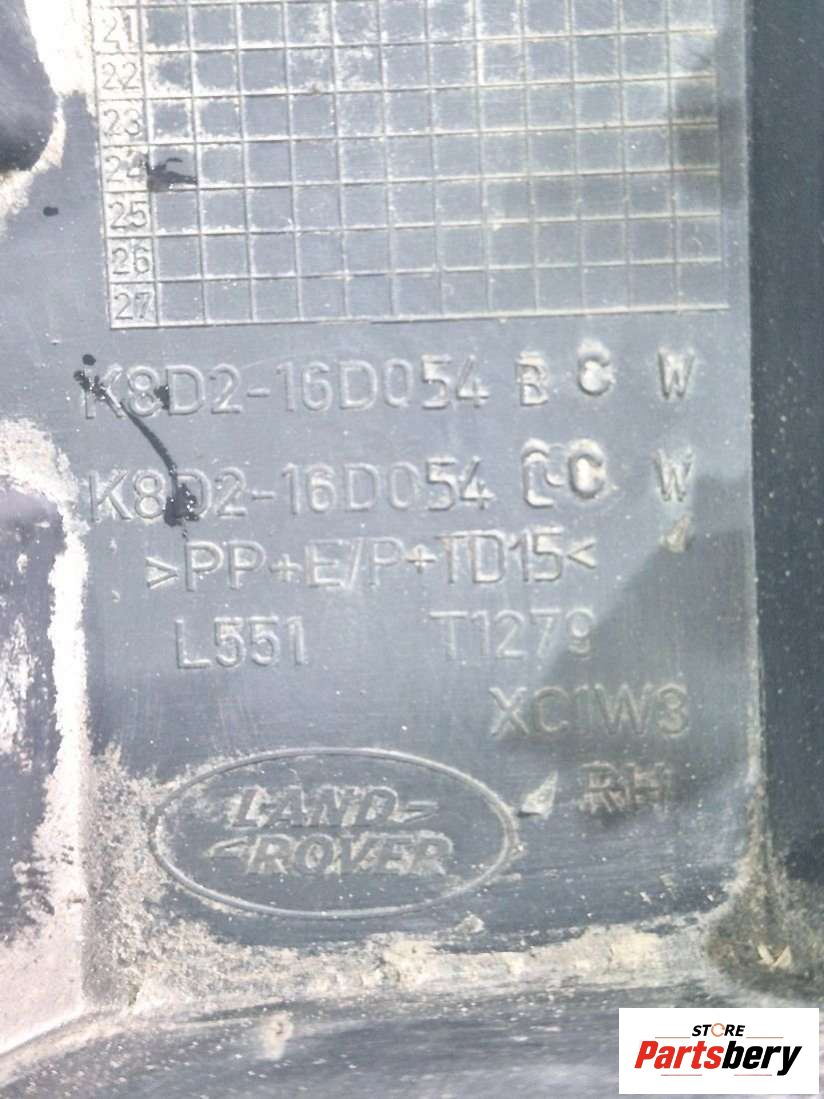 21
22
23
24
25
26
27
K8D2-16D054 B C W
K8D2-16D054 C W
>PP+E/P+TD15<
L551 T1279
XC1W3
RH
LAND
ROVER
STORE
Partsbery